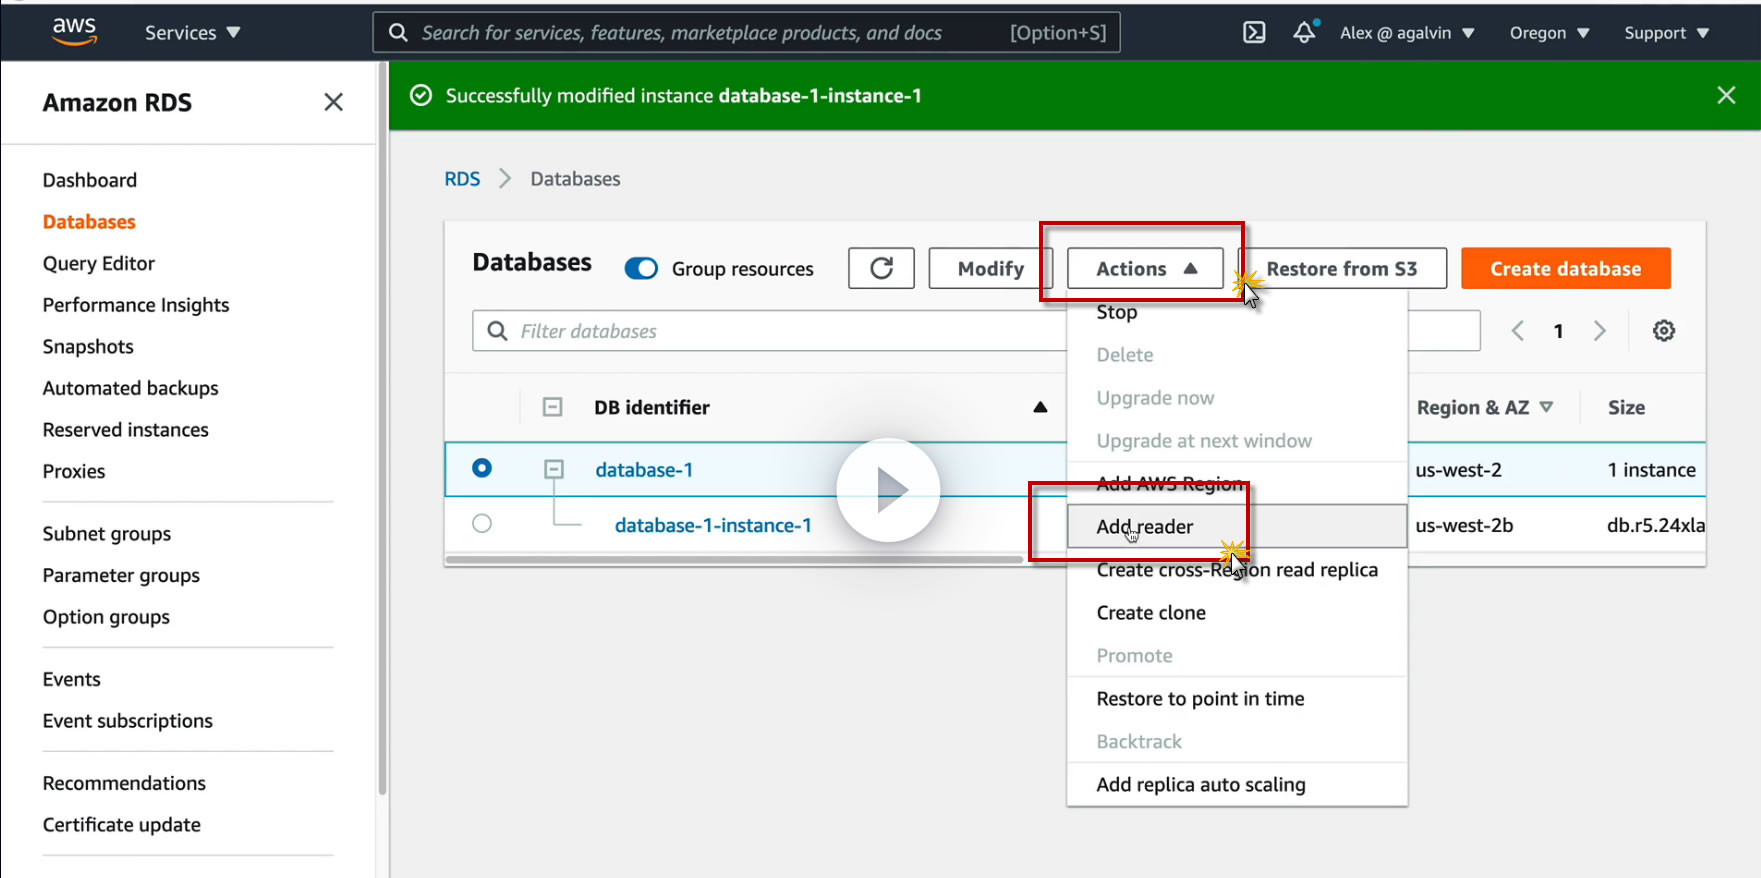 aws Services Search for services, features, marketplace products, and docs [Option+S] Alex @ agalvin Oregon Support
Amazon RDS
Successfully modified instance database-1-instance-1
Dashboard
Databases
Query Editor
Performance Insights
Snapshots
Automated backups
Reserved instances
Proxies
Subnet groups
Parameter groups
Option groups
Events
Event subscriptions
Recommendations
Certificate update
RDS > Databases
Databases Group resources Modify Actions Restore from S3 Create database
Filter databases 1
DB identifier Region & AZ Size
database-1 us-west-2 1 instance
database-1-instance-1 us-west-2b db.r5.24xla
Stop
Delete
Upgrade now
Upgrade at next window
Add AWS Region
Add reader
Create cross-Region read replica
Create clone
Promote
Restore to point in time
Backtrack
Add replica auto scaling